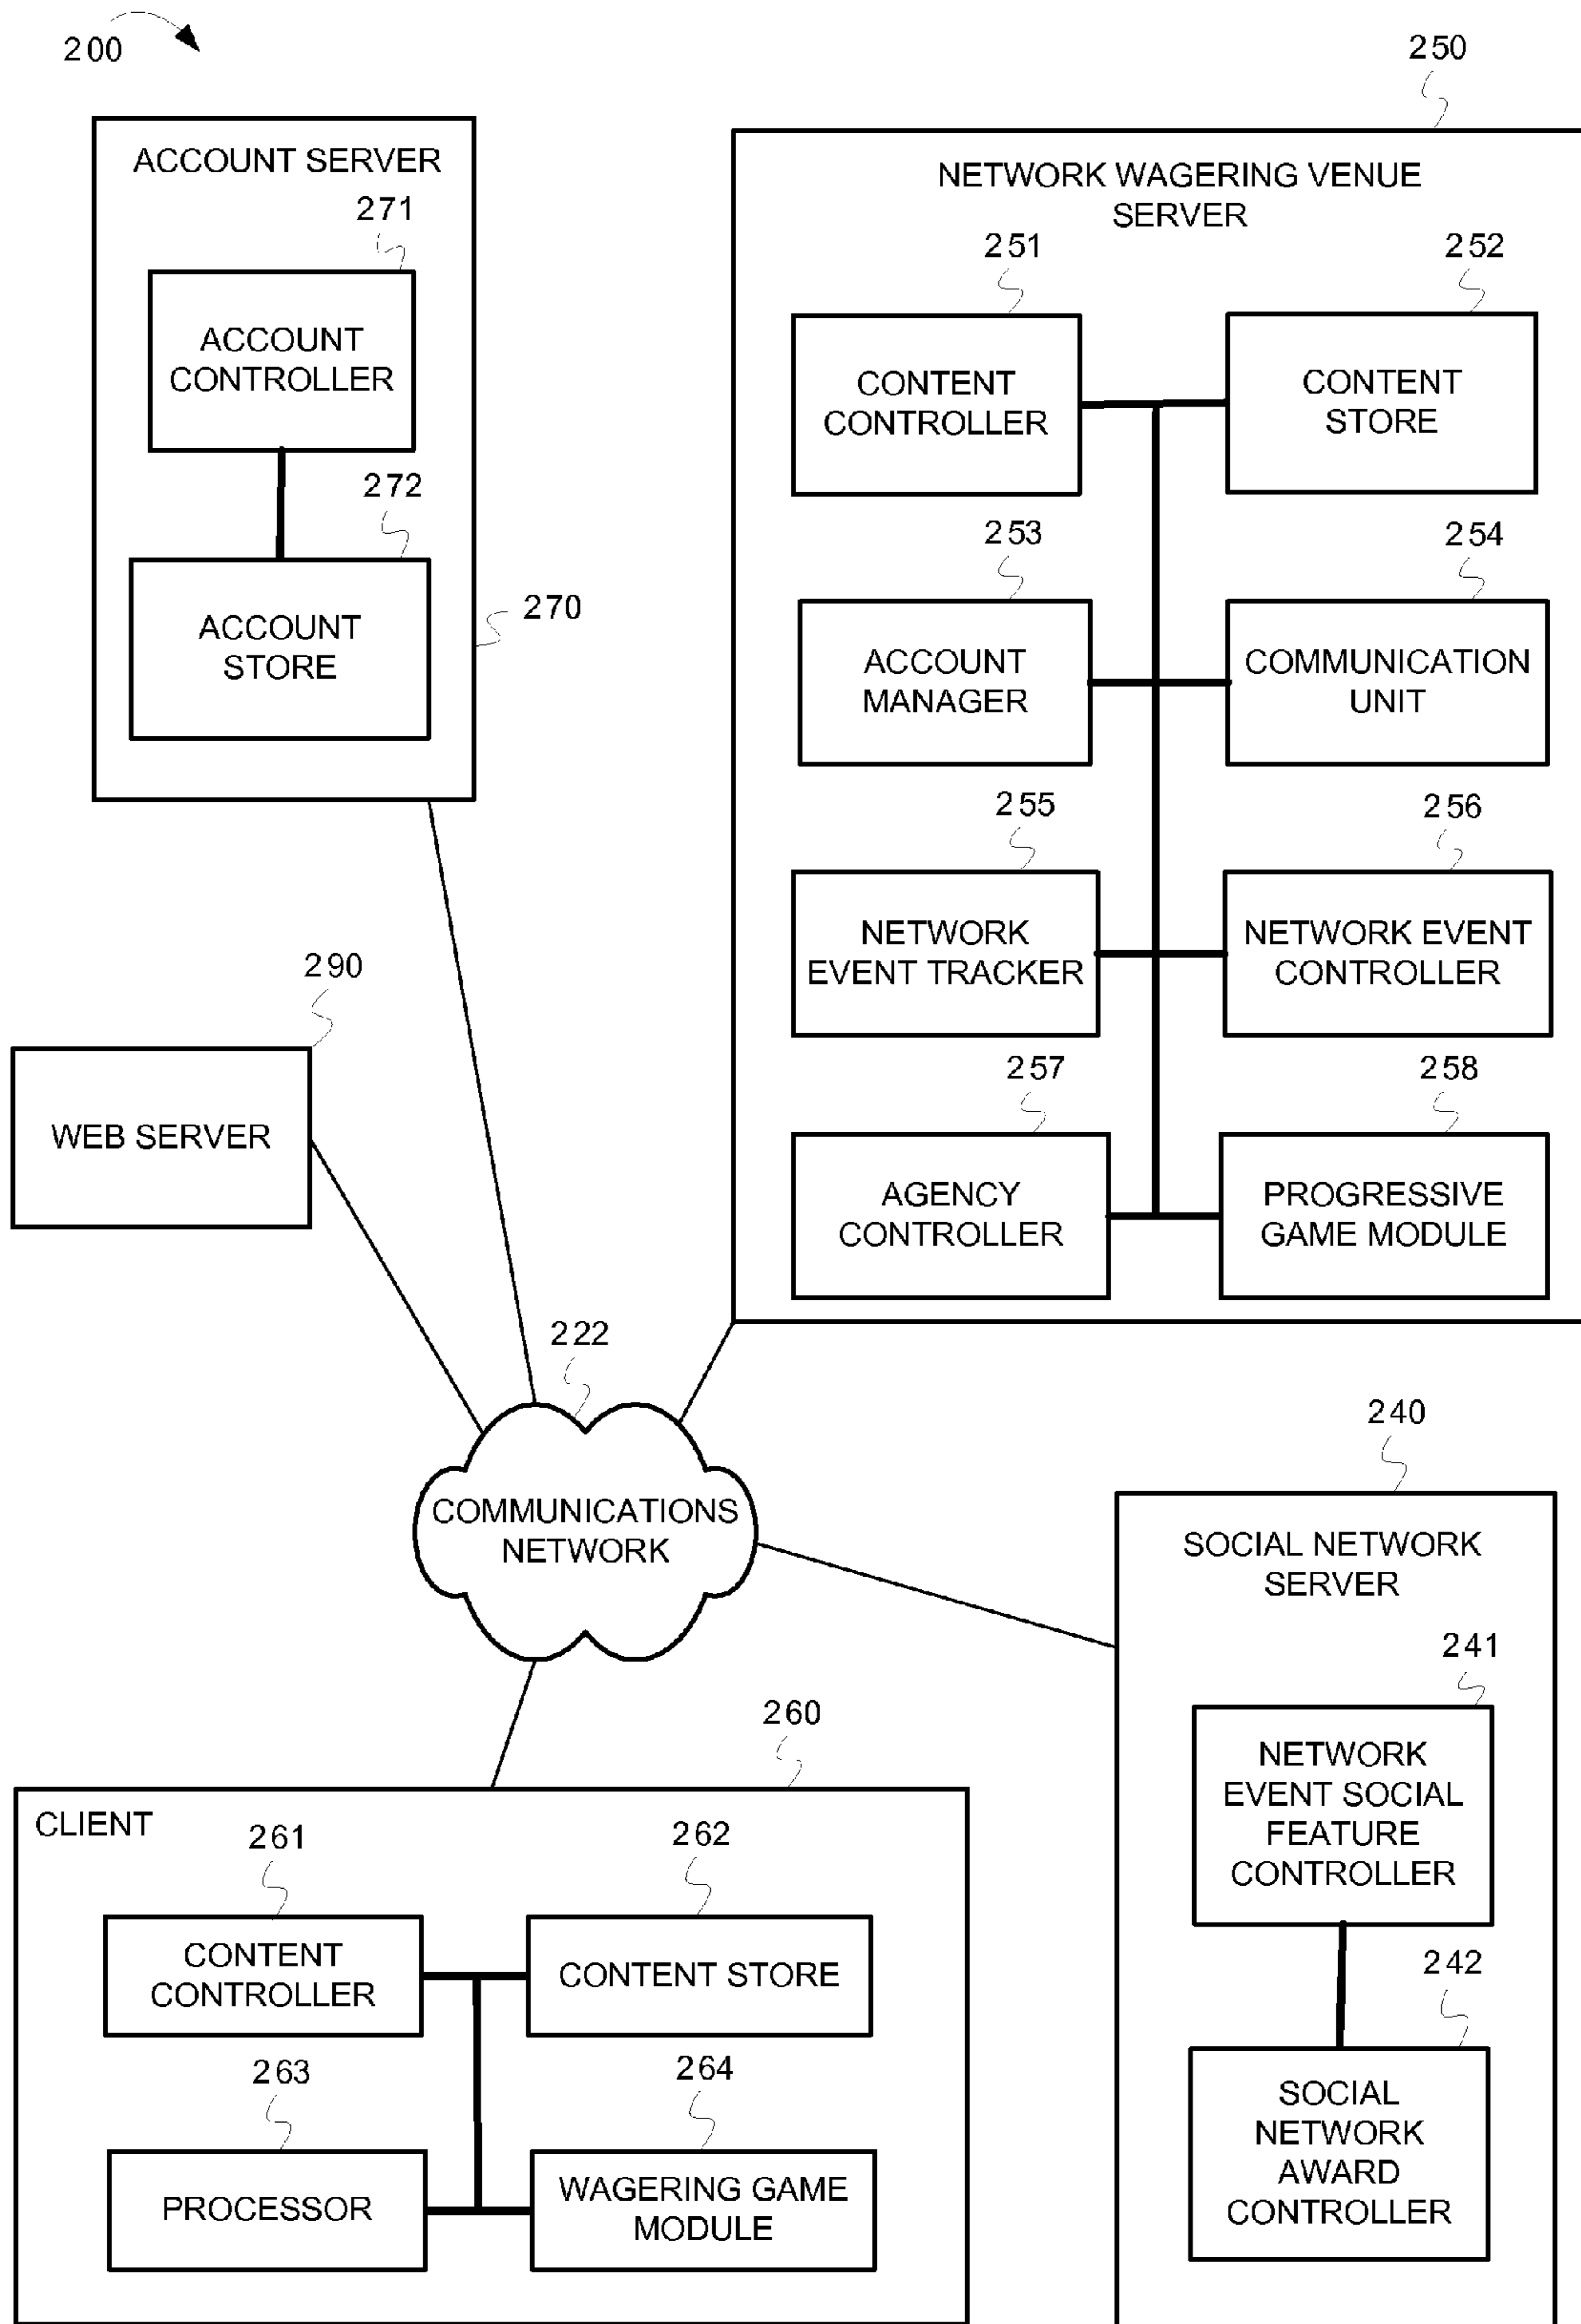 200
250
ACCOUNT SERVER
271
ACCOUNT
CONTROLLER
272
ACCOUNT
STORE
270
NETWORK WAGERING VENUE
SERVER
251
252
CONTENT
CONTROLLER
CONTENT
STORE
253
254
ACCOUNT
MANAGER
COMMUNICATION
UNIT
255
256
NETWORK
EVENT TRACKER
NETWORK EVENT
CONTROLLER
257
258
AGENCY
CONTROLLER
PROGRESSIVE
GAME MODULE
290
WEB SERVER
222
COMMUNICATIONS
NETWORK
240
SOCIAL NETWORK
SERVER
241
NETWORK
EVENT SOCIAL
FEATURE
CONTROLLER
242
SOCIAL
NETWORK
AWARD
CONTROLLER
260
CLIENT
261
262
CONTENT
CONTROLLER
CONTENT STORE
263
264
PROCESSOR
WAGERING GAME
MODULE